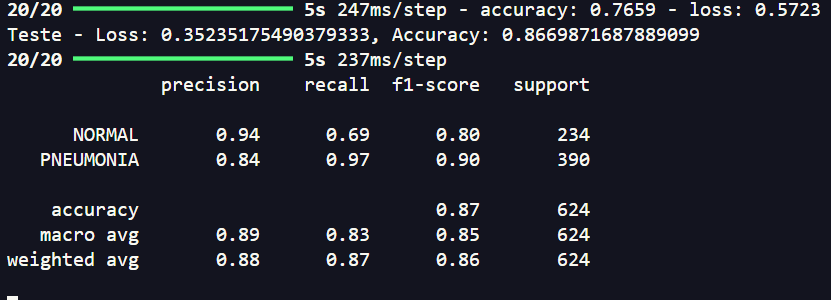 20/20 ━━━━━━━━━━━━━━━━━━━━ 5s 247ms/step - accuracy: 0.7659 - loss: 0.5723
Teste - Loss: 0.35235175490379333, Accuracy: 0.8669871687889099
20/20 ━━━━━━━━━━━━━━━━━━━━ 5s 237ms/step
precision recall f1-score support
NORMAL 0.94 0.69 0.80 234
PNEUMONIA 0.84 0.97 0.90 390
accuracy 0.87 624
macro avg 0.89 0.83 0.85 624
weighted avg 0.88 0.87 0.86 624